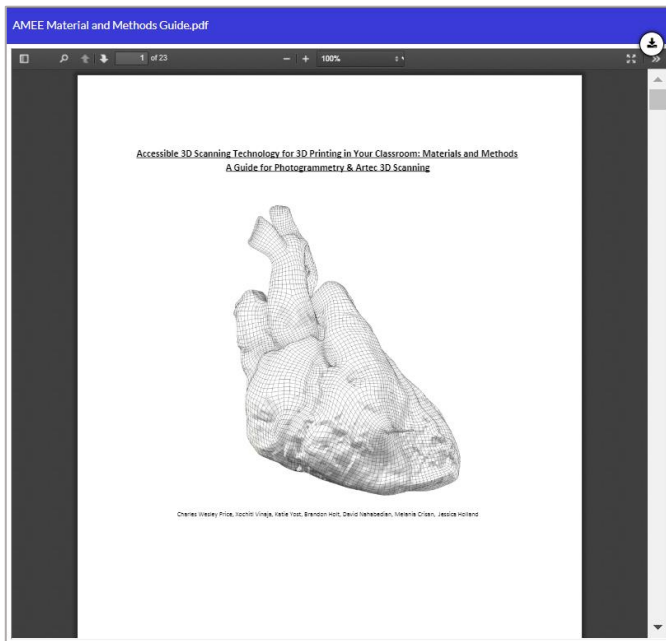 AMEE Material and Methods Guide.pdf
1 of 23
100%
Accessible 3D Scanning Technology for 3D Printing in Your Classroom: Materials and Methods
A Guide for Photogrammetry & Artec 3D Scanning
Charles Wesley Price, Xochitl Vinaja, Katie Yost, Brandon Holt, David Nahabedian, Melania Crisan, Jessica Holland